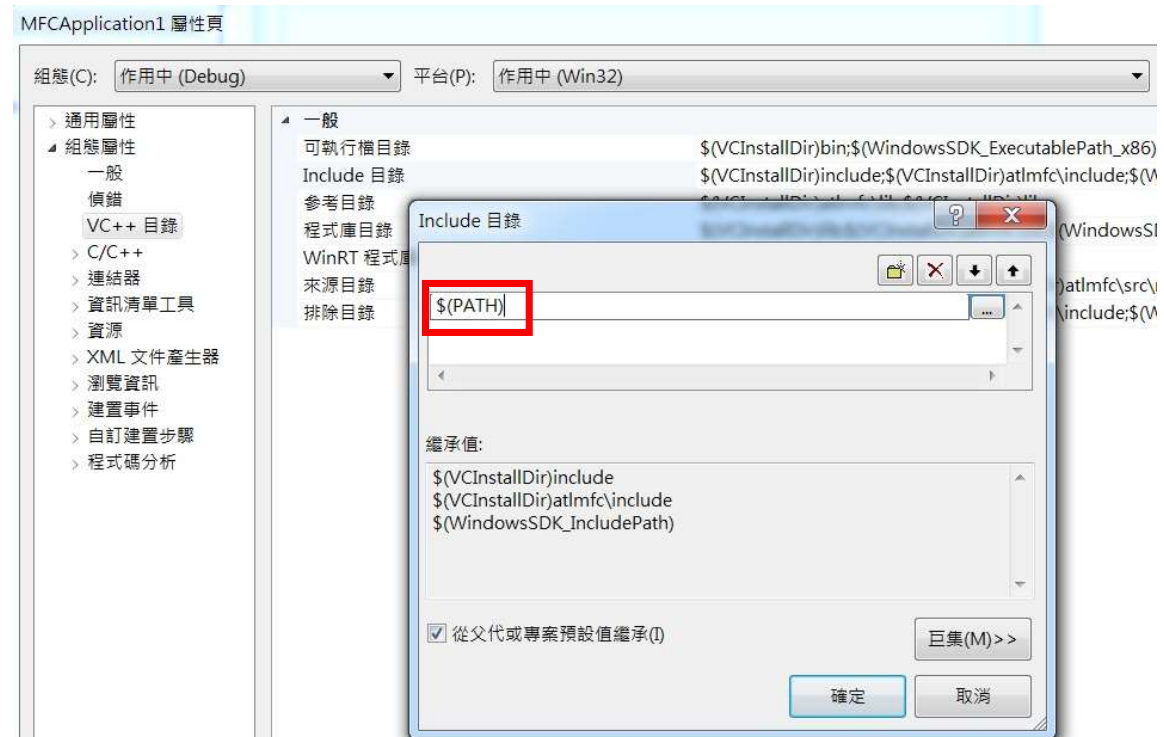 MFCApplication1 屬性頁
組態(C): 作用中 (Debug) 平台(P): 作用中 (Win32)
通用屬性
組態屬性
一般
偵錯
VC++ 目錄
C/C++
連結器
資訊清單工具
資源
XML 文件產生器
瀏覽資訊
建置事件
自訂建置步驟
程式碼分析
一般
可執行檔目錄 $(VCInstallDir)bin;$(WindowsSDK_ExecutablePath_x86)
Include 目錄 $(VCInstallDir)include;$(VCInstallDir)atlmfc\include;$(W
參考目錄
程式庫目錄 (WindowsSD
WinRT 程式庫
來源目錄 )atlmfc\src\
排除目錄 \include;$(W
Include 目錄
$(PATH)
...
繼承值:
$(VCInstallDir)include
$(VCInstallDir)atlmfc\include
$(WindowsSDK_IncludePath)
從父代或專案預設值繼承(I)
巨集(M)>>
確定 取消